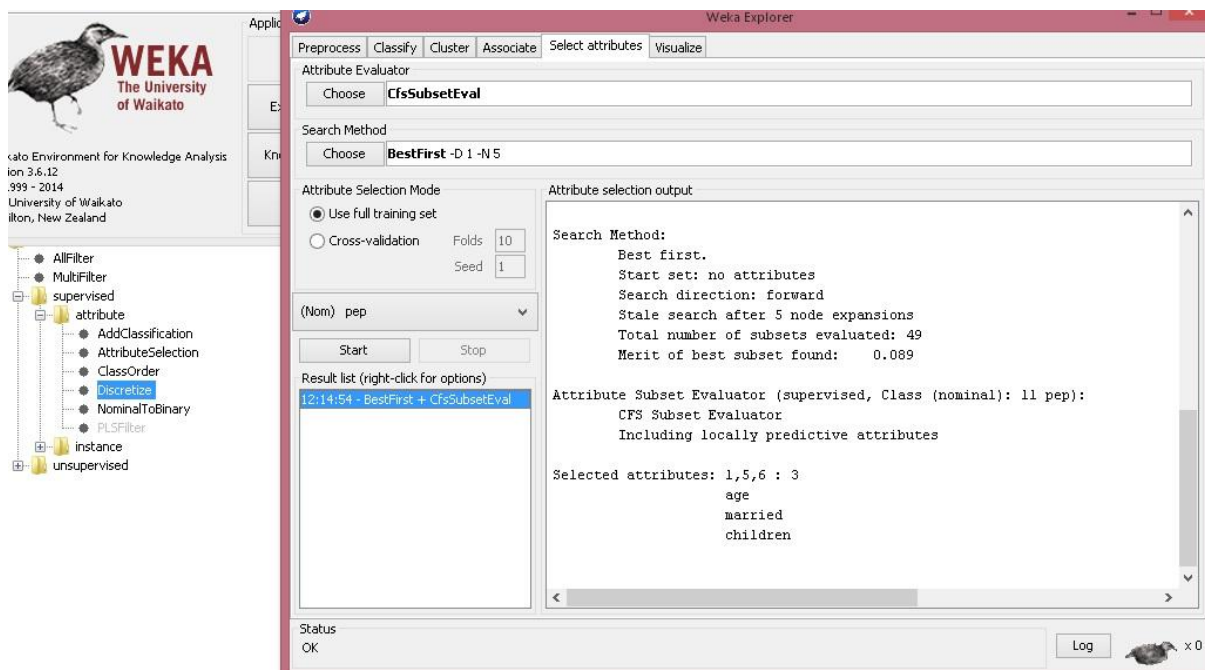 Applic
WEKA
The University
of Waikato
kato Environment for Knowledge Analysis
ion 3.6.12
1999 - 2014
University of Waikato
ilton, New Zealand
Ex
Kn
AllFilter
MultiFilter
supervised
attribute
AddClassification
AttributeSelection
ClassOrder
Discretize
NominalToBinary
PLSFilter
instance
unsupervised
Weka Explorer
Preprocess Classify Cluster Associate Select attributes Visualize
Attribute Evaluator
Choose CfsSubsetEval
Search Method
Choose BestFirst -D 1 -N 5
Attribute Selection Mode
Use full training set
Cross-validation Folds 10
Seed 1
(Nom) pep
Start Stop
Result list (right-click for options)
12:14:54 - BestFirst + CfsSubsetEval
Attribute selection output
Search Method:
Best first.
Start set: no attributes
Search direction: forward
Stale search after 5 node expansions
Total number of subsets evaluated: 49
Merit of best subset found: 0.089
Attribute Subset Evaluator (supervised, Class (nominal): 11 pep):
CFS Subset Evaluator
Including locally predictive attributes
Selected attributes: 1,5,6 : 3
age
married
children
Status
OK
Log x 0